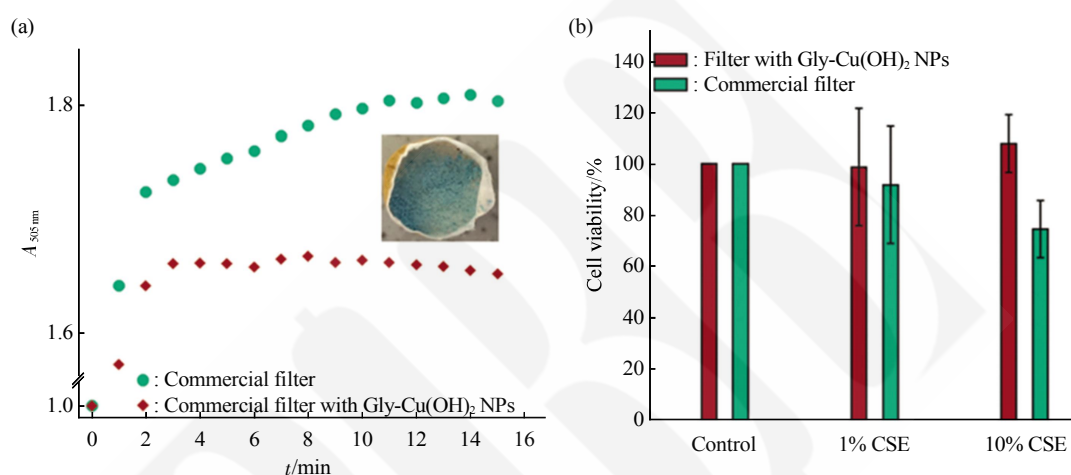 (a)
1.8
1.6
1.0
A 505 nm
: Commercial filter
: Commercial filter with Gly-Cu(OH)₂ NPs
0 2 4 6 8 10 12 14 16
t/min
(b)
140
120
100
80
60
40
20
0
Cell viability/%
: Filter with Gly-Cu(OH)₂ NPs
: Commercial filter
Control 1% CSE 10% CSE